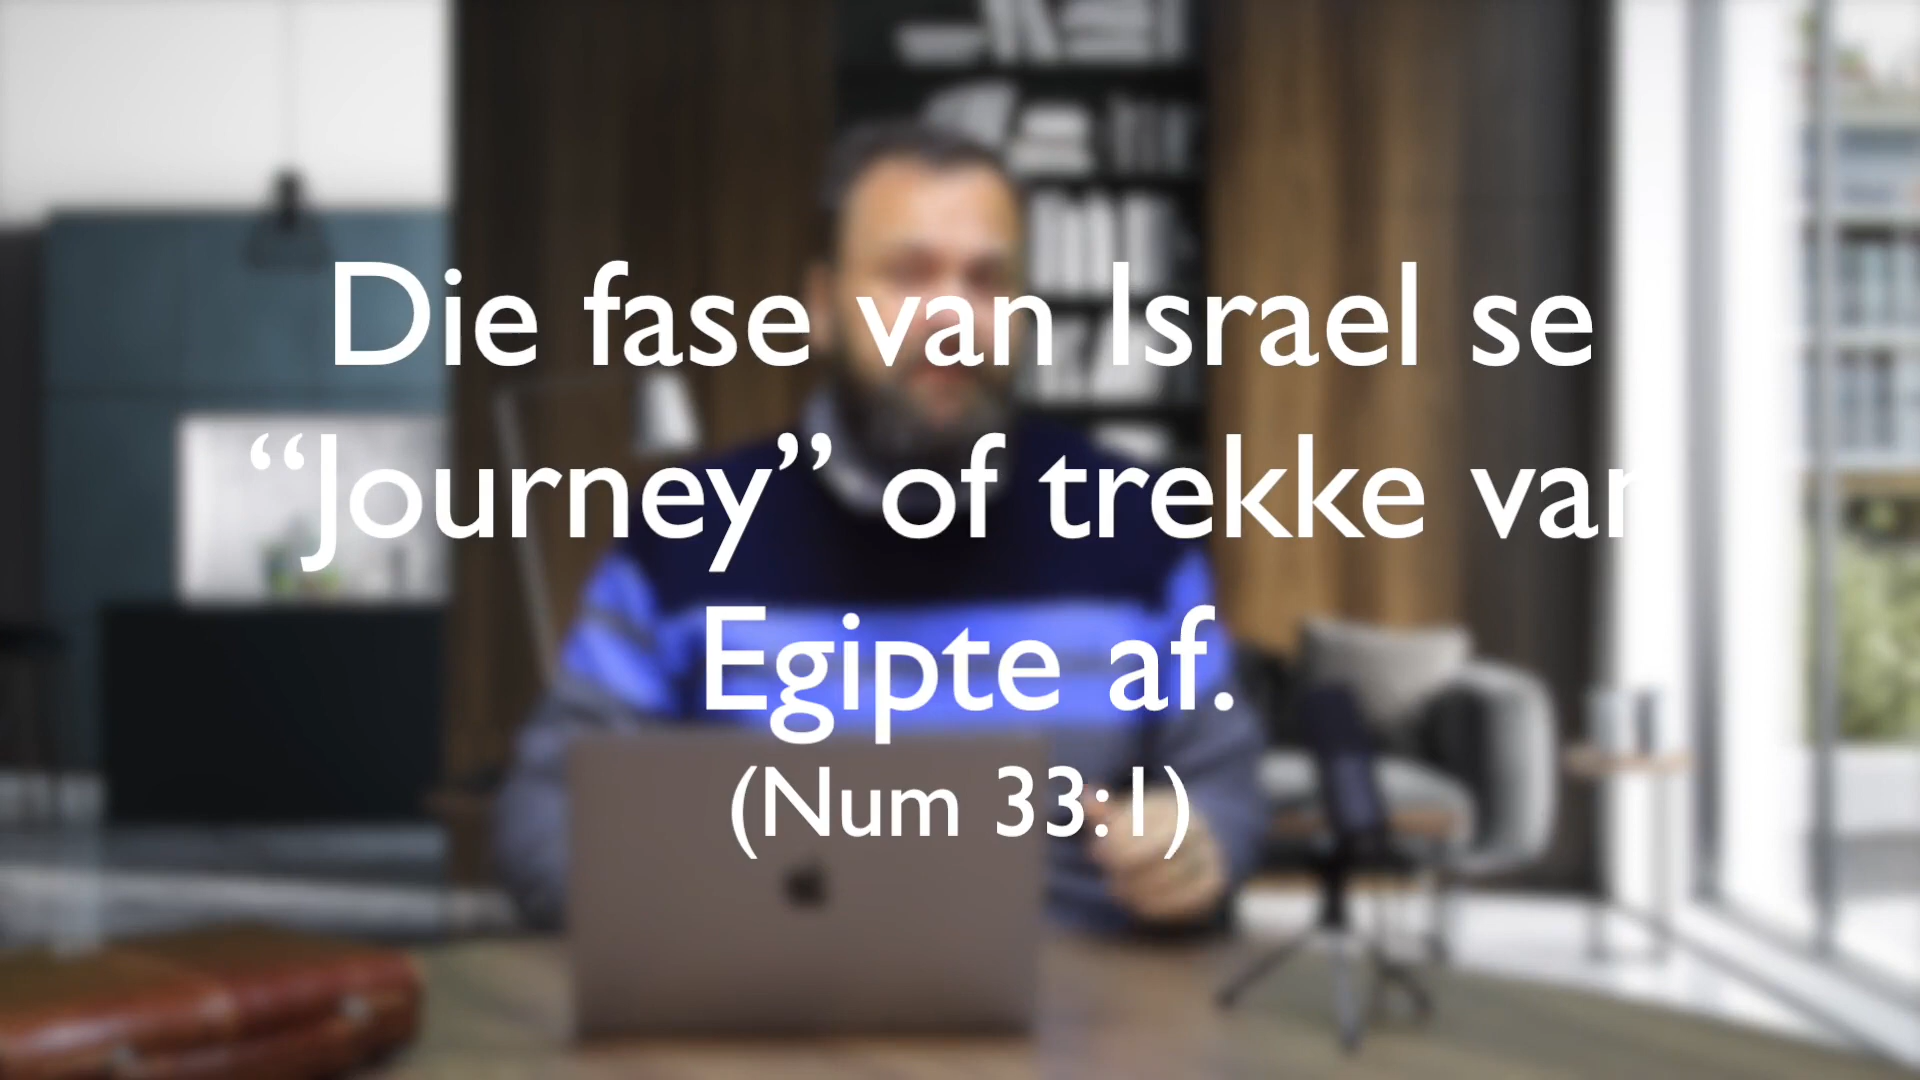 Die fase van Israel se
“Journey” of trekke van
Egipte af.
(Num 33:1)